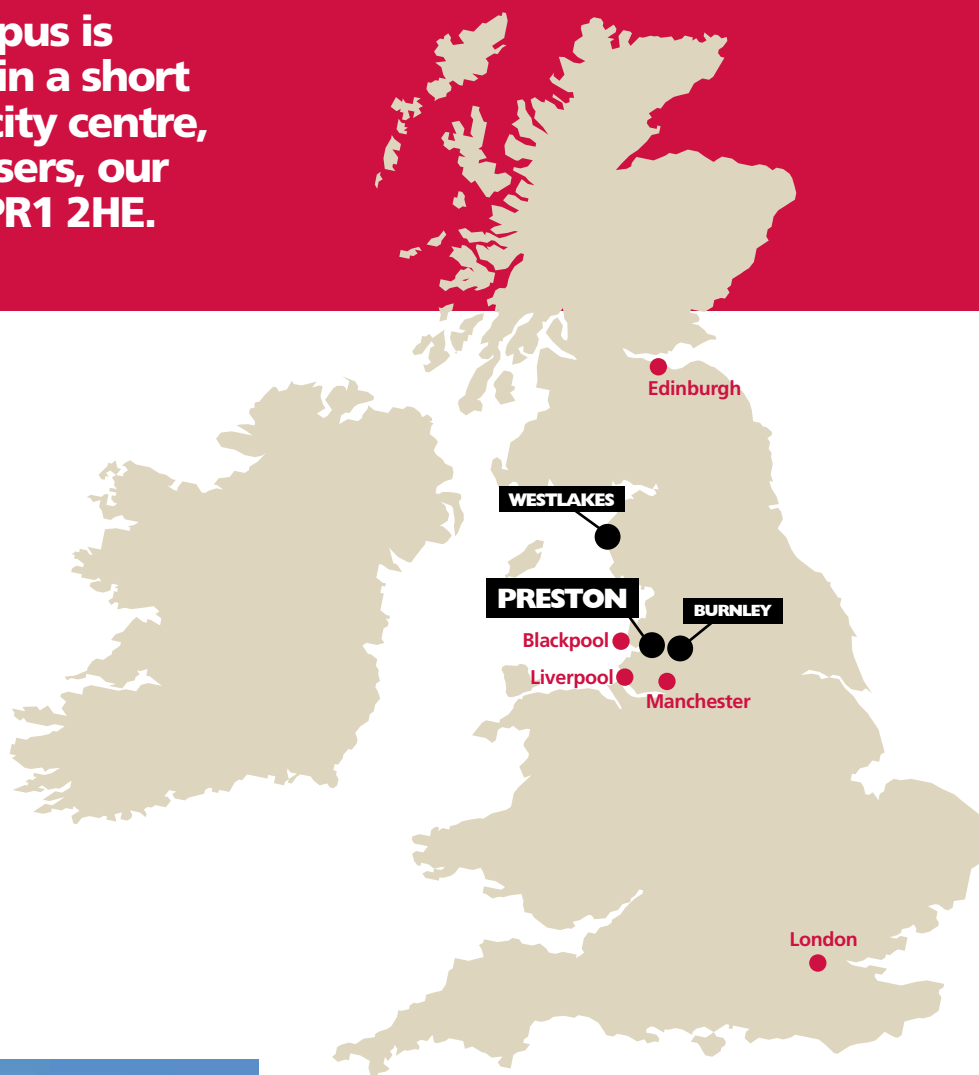 pus is
in a short
city centre,
sers, our
PR1 2HE.
Edinburgh
WESTLAKES
PRESTON
BURNLEY
Blackpool
Liverpool
Manchester
London